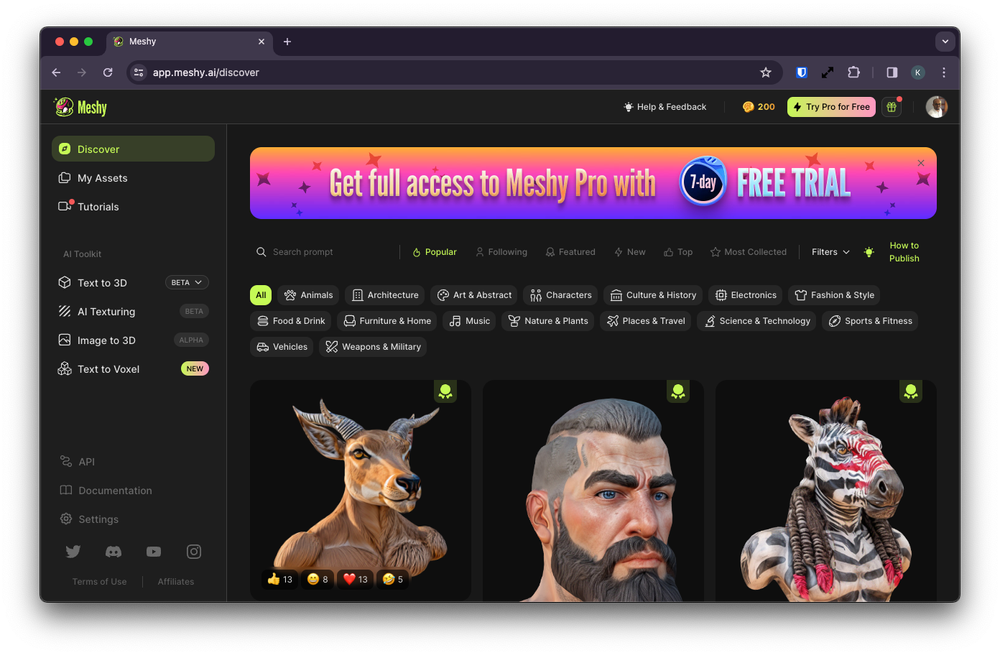 Meshy
app.meshy.ai/discover
K
Meshy
Help & Feedback
200
Try Pro for Free
Discover
My Assets
Tutorials
AI Toolkit
Text to 3D
BETA
AI Texturing
BETA
Image to 3D
ALPHA
Text to Voxel
NEW
API
Documentation
Settings
Terms of Use
Affiliates
Get full access to Meshy Pro with 7-day FREE TRIAL
Search prompt
Popular
Following
Featured
New
Top
Most Collected
Filters
How to
Publish
All
Animals
Architecture
Art & Abstract
Characters
Culture & History
Electronics
Fashion & Style
Food & Drink
Furniture & Home
Music
Nature & Plants
Places & Travel
Science & Technology
Sports & Fitness
Vehicles
Weapons & Military
13
8
13
5